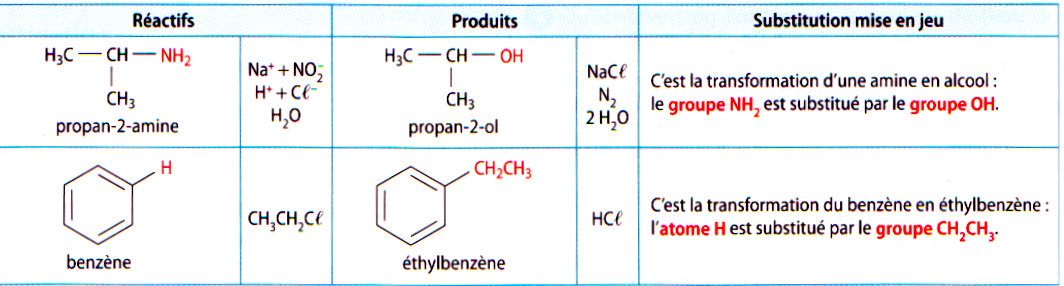 Réactifs
Produits
Substitution mise en jeu
H₃C — CH — NH₂
CH₃
propan-2-amine
Na⁺ + NO₂⁻
H⁺ + Cℓ⁻
H₂O
H₃C — CH — OH
CH₃
propan-2-ol
NaCℓ
N₂
2 H₂O
C'est la transformation d'une amine en alcool :
le groupe NH₂ est substitué par le groupe OH.
H
benzène
CH₃CH₂Cℓ
CH₂CH₃
éthylbenzène
HCℓ
C'est la transformation du benzène en éthylbenzène :
l'atome H est substitué par le groupe CH₂CH₃.